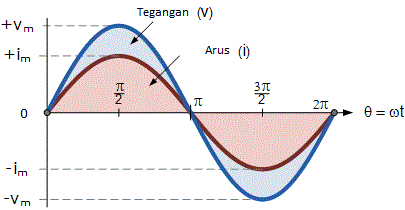 Tegangan (V)
+vm
Arus (i)
+im
π/2
π
3π/2
2π
0
θ = ωt
-im
-vm